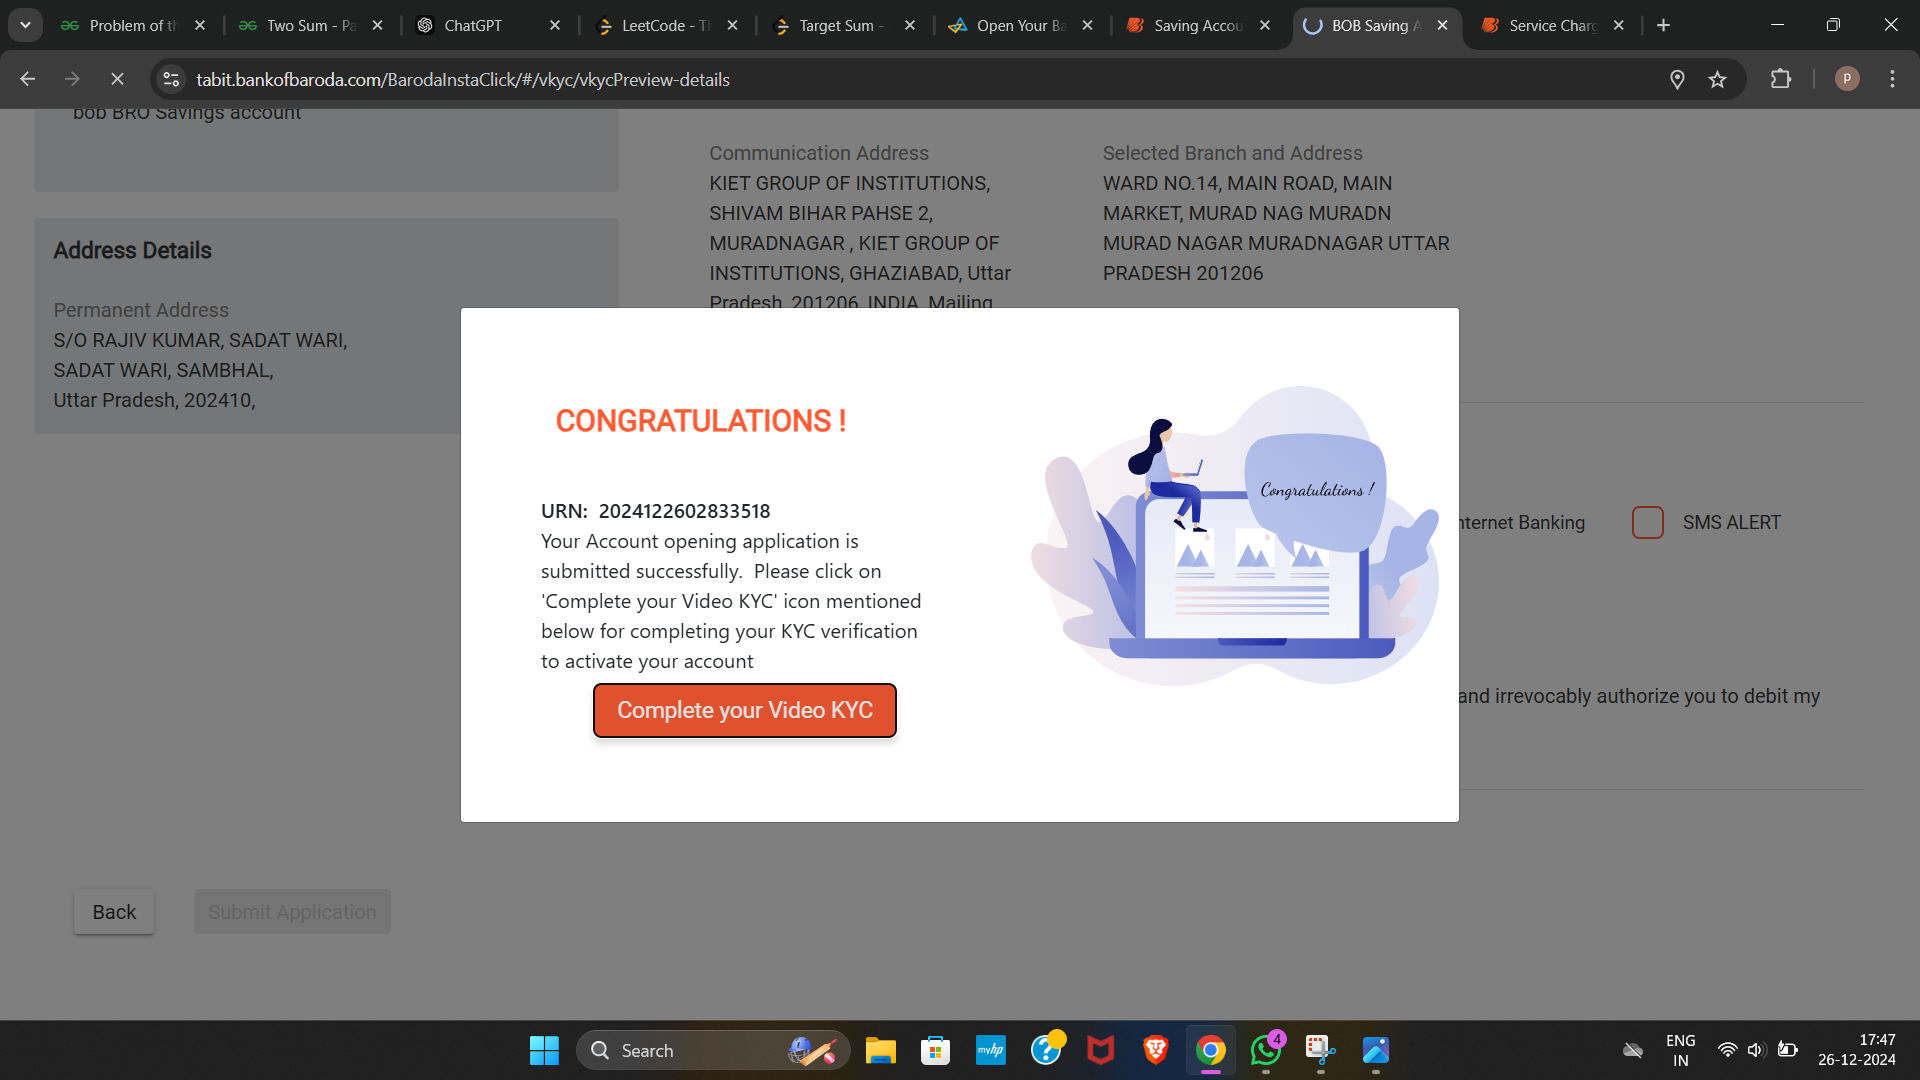 Problem of th
Two Sum - Pa
ChatGPT
LeetCode - Th
Target Sum -
Open Your Ba
Saving Accou
BOB Saving A
Service Charg
tabit.bankofbaroda.com/BarodaInstaClick/#/vkyc/vkycPreview-details
P
bob BRO Savings account
Address Details
Permanent Address
S/O RAJIV KUMAR, SADAT WARI,
SADAT WARI, SAMBHAL,
Uttar Pradesh, 202410,
Communication Address
KIET GROUP OF INSTITUTIONS,
SHIVAM BIHAR PAHSE 2,
MURADNAGAR , KIET GROUP OF
INSTITUTIONS, GHAZIABAD, Uttar
Pradesh, 201206, INDIA, Mailing
Selected Branch and Address
WARD NO.14, MAIN ROAD, MAIN
MARKET, MURAD NAG MURADN
MURAD NAGAR MURADNAGAR UTTAR
PRADESH 201206
CONGRATULATIONS !
URN: 2024122602833518
Your Account opening application is
submitted successfully. Please click on
'Complete your Video KYC' icon mentioned
below for completing your KYC verification
to activate your account
Complete your Video KYC
Congratulations !
nternet Banking
SMS ALERT
and irrevocably authorize you to debit my
Back
Submit Application
Search
myhp
4
ENG
IN
17:47
26-12-2024